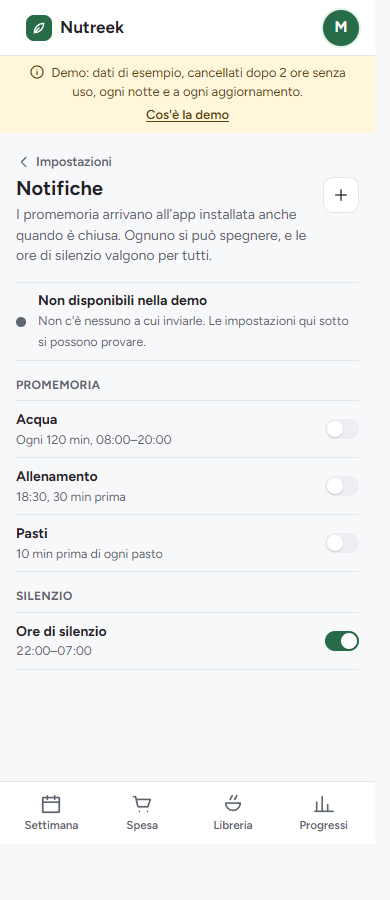 Nutreek
M
Demo: dati di esempio, cancellati dopo 2 ore senza
uso, ogni notte e a ogni aggiornamento.
Cos'è la demo
Impostazioni
Notifiche
I promemoria arrivano all'app installata anche
quando è chiusa. Ognuno si può spegnere, e le
ore di silenzio valgono per tutti.
Non disponibili nella demo
Non c'è nessuno a cui inviarle. Le impostazioni qui sotto
si possono provare.
PROMEMORIA
Acqua
Ogni 120 min, 08:00–20:00
Allenamento
18:30, 30 min prima
Pasti
10 min prima di ogni pasto
SILENZIO
Ore di silenzio
22:00–07:00
Settimana
Spesa
Libreria
Progressi